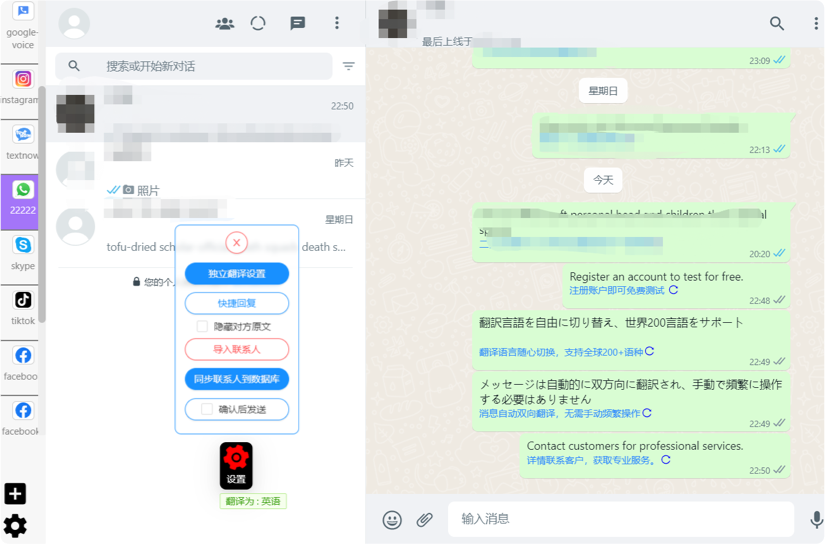 google-
voice
instagram
textnow
22222
skype
tiktok
faceboo
facebook
搜索或开始新对话
22:50
昨天
照片
星期日
tofu-dried
death s...
您的个
独立翻译设置
快捷回复
隐藏对方原文
导入联系人
同步联系人到数据库
确认后发送
设置
翻译为 : 英语
最后上线于
23:09
星期日
22:13
今天
personal head and children
20:20
Register an account to test for free.
注册账户即可免费测试
22:48
翻訳言語を自由に切り替え、世界200言語をサポート
翻译语言随心切换，支持全球200+语种
22:49
メッセージは自動的に双方向に翻訳され、手動で頻繁に操作
する必要はありません
消息自动双向翻译，无需手动频繁操作
22:49
Contact customers for professional services.
详情联系客户，获取专业服务。
22:50
输入消息